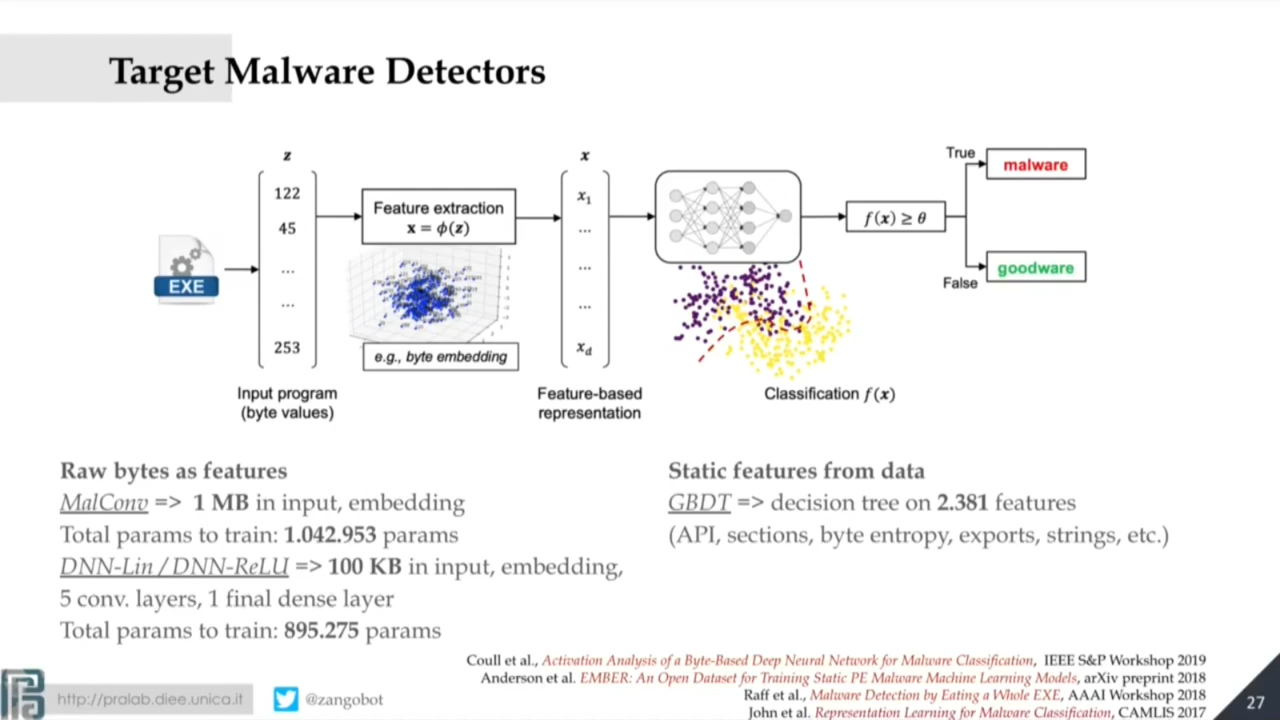 Target Malware Detectors
z
122
45
...
...
253
Input program
(byte values)
EXE
Feature extraction
x = ϕ(z)
e.g., byte embedding
x
x₁
...
...
...
x_d
Feature-based
representation
Classification f(x)
f(x) ≥ θ
True
malware
False
goodware
Raw bytes as features
MalConv => 1 MB in input, embedding
Total params to train: 1.042.953 params
DNN-Lin / DNN-ReLU => 100 KB in input, embedding,
5 conv. layers, 1 final dense layer
Total params to train: 895.275 params
Static features from data
GBDT => decision tree on 2.381 features
(API, sections, byte entropy, exports, strings, etc.)
Coull et al., Activation Analysis of a Byte-Based Deep Neural Network for Malware Classification, IEEE S&P Workshop 2019
Anderson et al. EMBER: An Open Dataset for Training Static PE Malware Machine Learning Models, arXiv preprint 2018
Raff et al., Malware Detection by Eating a Whole EXE, AAAI Workshop 2018
John et al. Representation Learning for Malware Classification, CAMLIS 2017
http://pralab.diee.unica.it
@zangobot
27